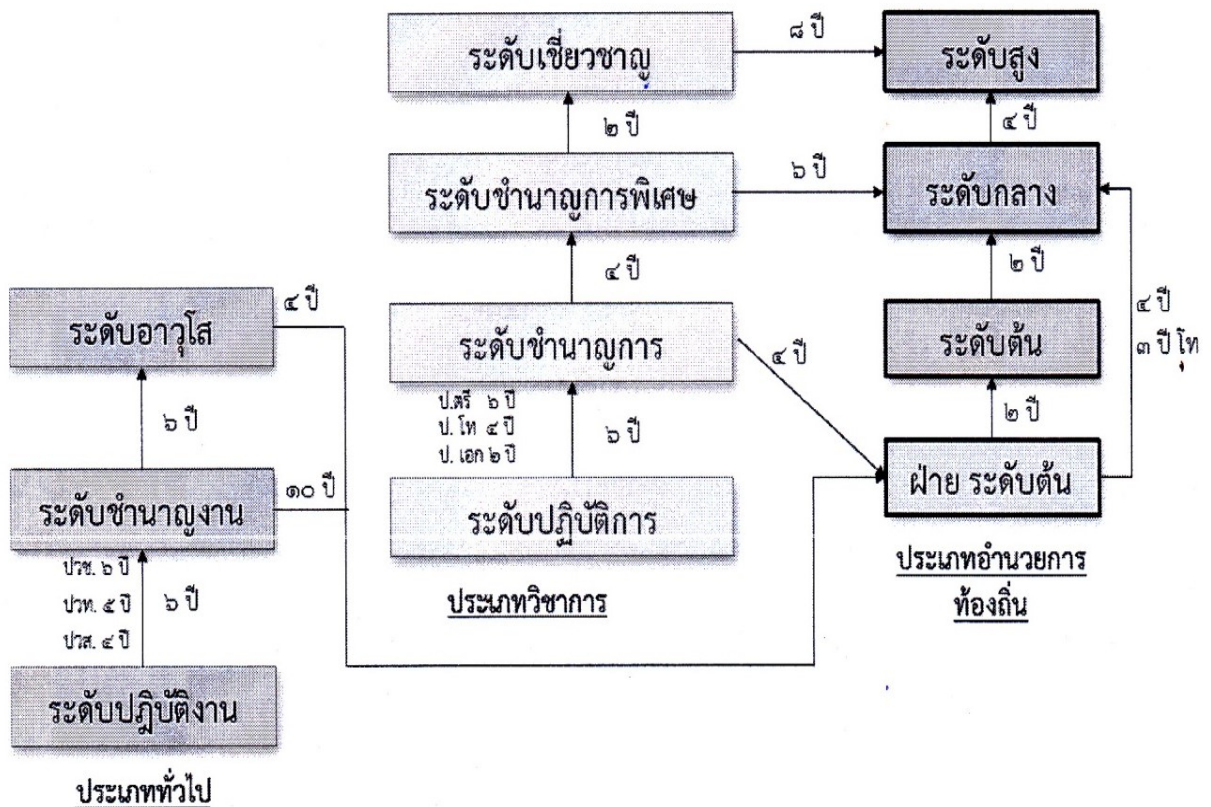 ระดับเชี่ยวชาญ
๘ ปี
ระดับสูง
๒ ปี
๔ ปี
ระดับชำนาญการพิเศษ
๖ ปี
ระดับกลาง
๔ ปี
๒ ปี
ระดับอาวุโส
๔ ปี
ระดับชำนาญการ
๔ ปี
ระดับต้น
๔ ปี
๓ ปี โท
๖ ปี
ป.ตรี ๖ ปี
ป. โท ๔ ปี
ป. เอก ๒ ปี
๖ ปี
๒ ปี
ระดับชำนาญงาน
๑๐ ปี
ระดับปฏิบัติการ
ฝ่าย ระดับต้น
ปวช. ๖ ปี
ปวท. ๕ ปี
ปวส. ๔ ปี
๖ ปี
ประเภทวิชาการ
ประเภทอำนวยการ
ท้องถิ่น
ระดับปฏิบัติงาน
ประเภททั่วไป